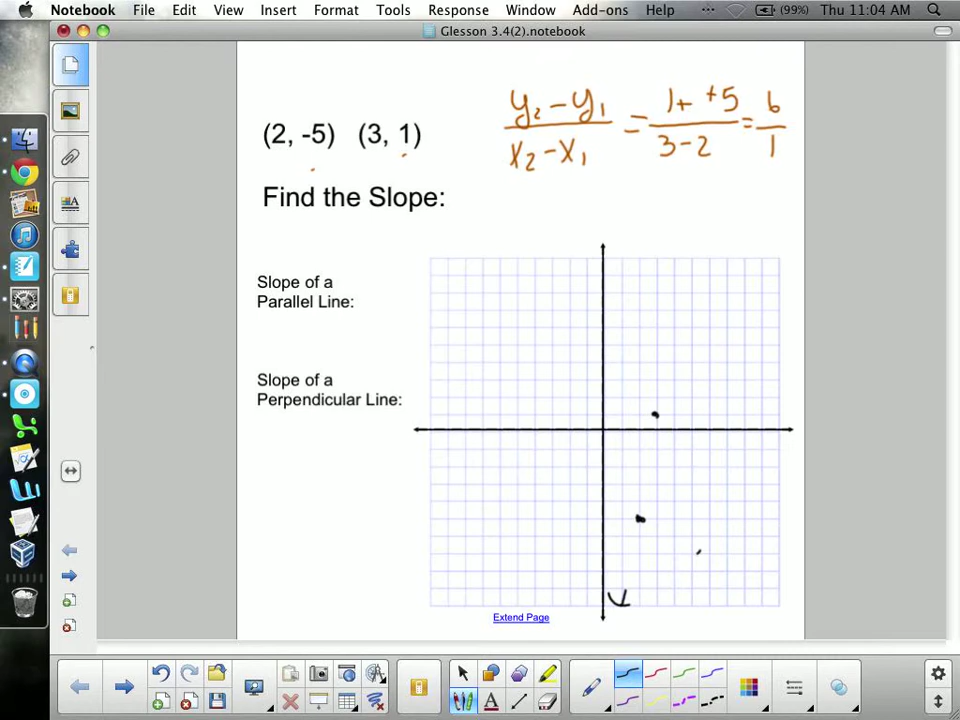 Notebook File Edit View Insert Format Tools Response Window Add-ons Help ... (99%) Thu 11:04 AM
Glesson 3.4(2).notebook
(2, -5) (3, 1)
y₂ - y₁ / x₂ - x₁ = 1+ +5 / 3-2 = 6 / 1
Find the Slope:
Slope of a
Parallel Line:
Slope of a
Perpendicular Line:
Extend Page